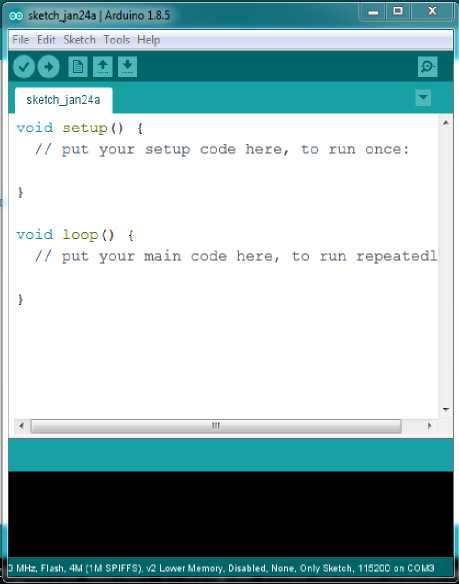 sketch_jan24a | Arduino 1.8.5
File Edit Sketch Tools Help
sketch_jan24a
void setup() {
// put your setup code here, to run once:
}
void loop() {
// put your main code here, to run repeatedl
}
MHz, Flash, 4M (1M SPIFFS), v2 Lower Memory, Disabled, None, Only Sketch, 115200 on COM3